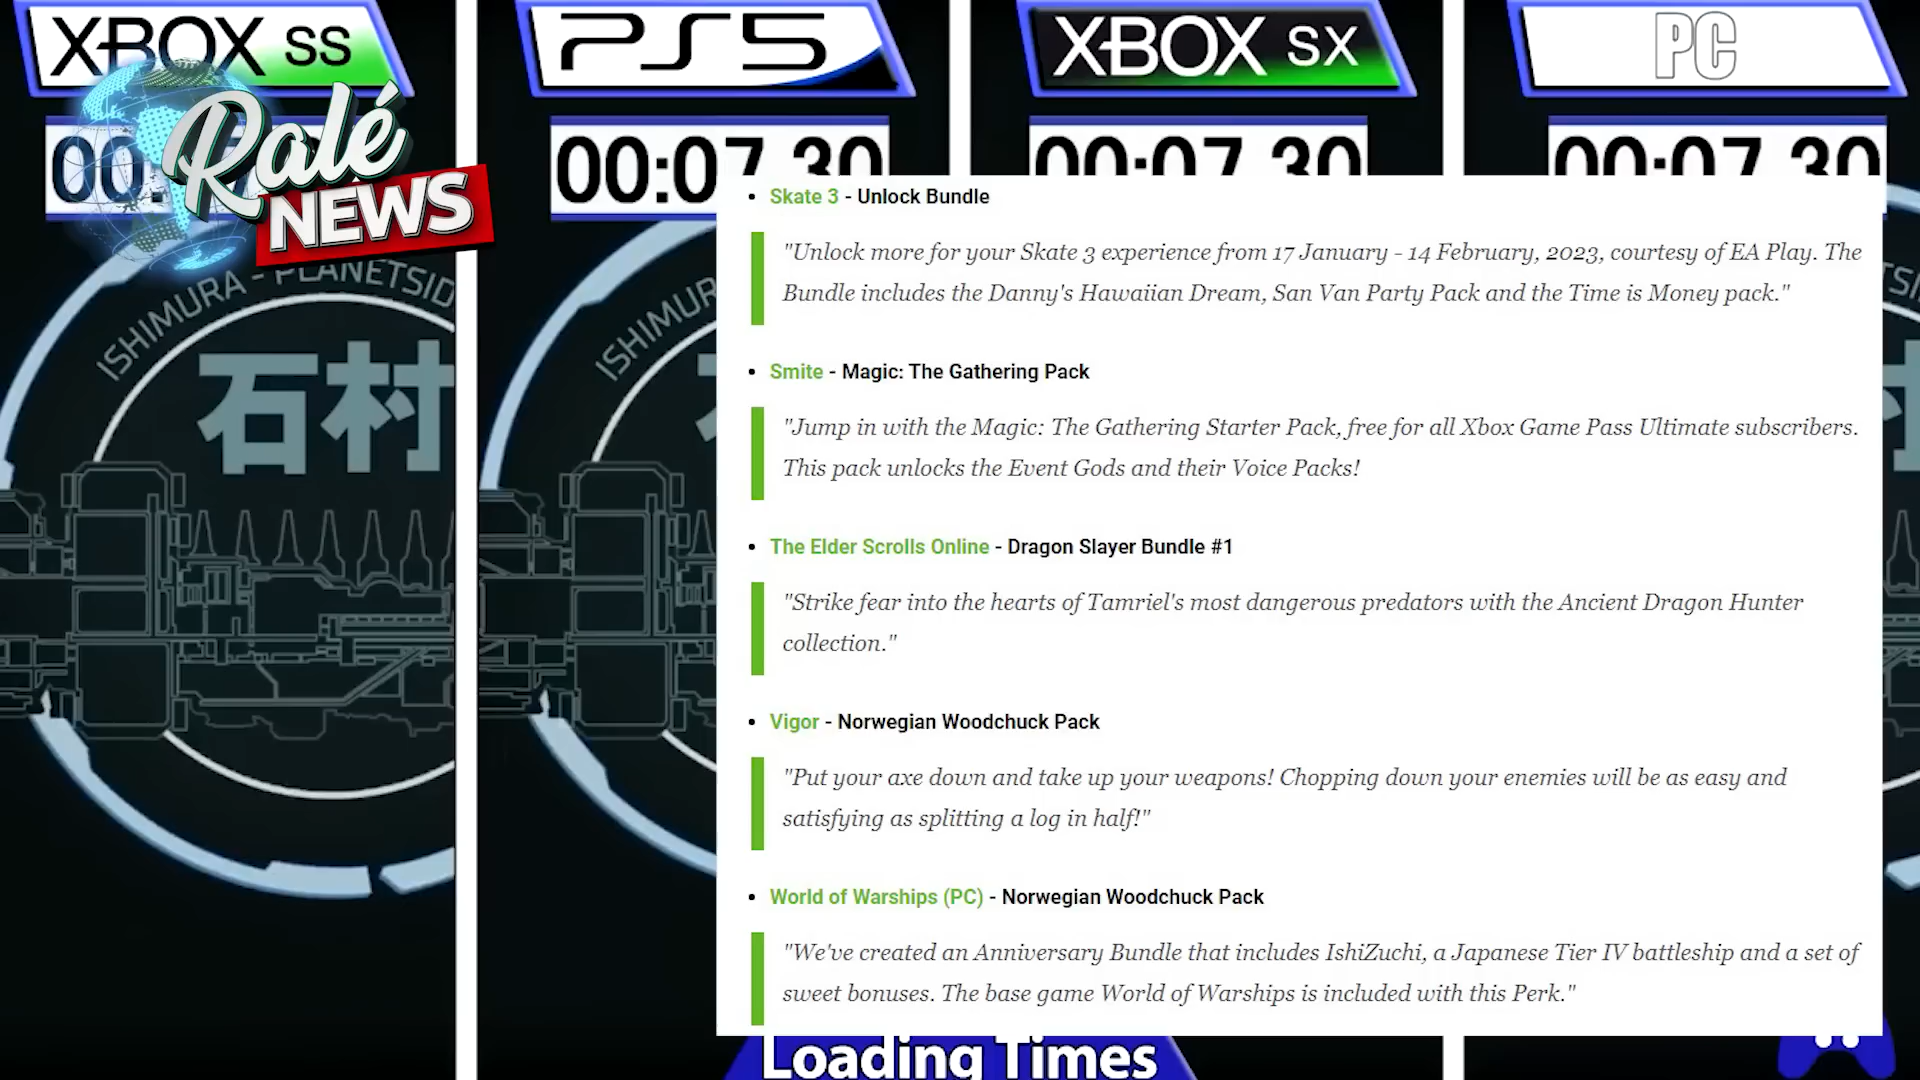 XBOX SS
PS5
XBOX SX
PC
Ralé
NEWS
00:07.30
00:07.30
00:07.30
ISHIMURA - PLANETSID
石村
ISHIMUR
• Skate 3 - Unlock Bundle
"Unlock more for your Skate 3 experience from 17 January - 14 February, 2023, courtesy of EA Play. The
Bundle includes the Danny's Hawaiian Dream, San Van Party Pack and the Time is Money pack."
• Smite - Magic: The Gathering Pack
"Jump in with the Magic: The Gathering Starter Pack, free for all Xbox Game Pass Ultimate subscribers.
This pack unlocks the Event Gods and their Voice Packs!
• The Elder Scrolls Online - Dragon Slayer Bundle #1
"Strike fear into the hearts of Tamriel's most dangerous predators with the Ancient Dragon Hunter
collection."
• Vigor - Norwegian Woodchuck Pack
"Put your axe down and take up your weapons! Chopping down your enemies will be as easy and
satisfying as splitting a log in half!"
• World of Warships (PC) - Norwegian Woodchuck Pack
"We've created an Anniversary Bundle that includes IshiZuchi, a Japanese Tier IV battleship and a set of
sweet bonuses. The base game World of Warships is included with this Perk."
Loading Times